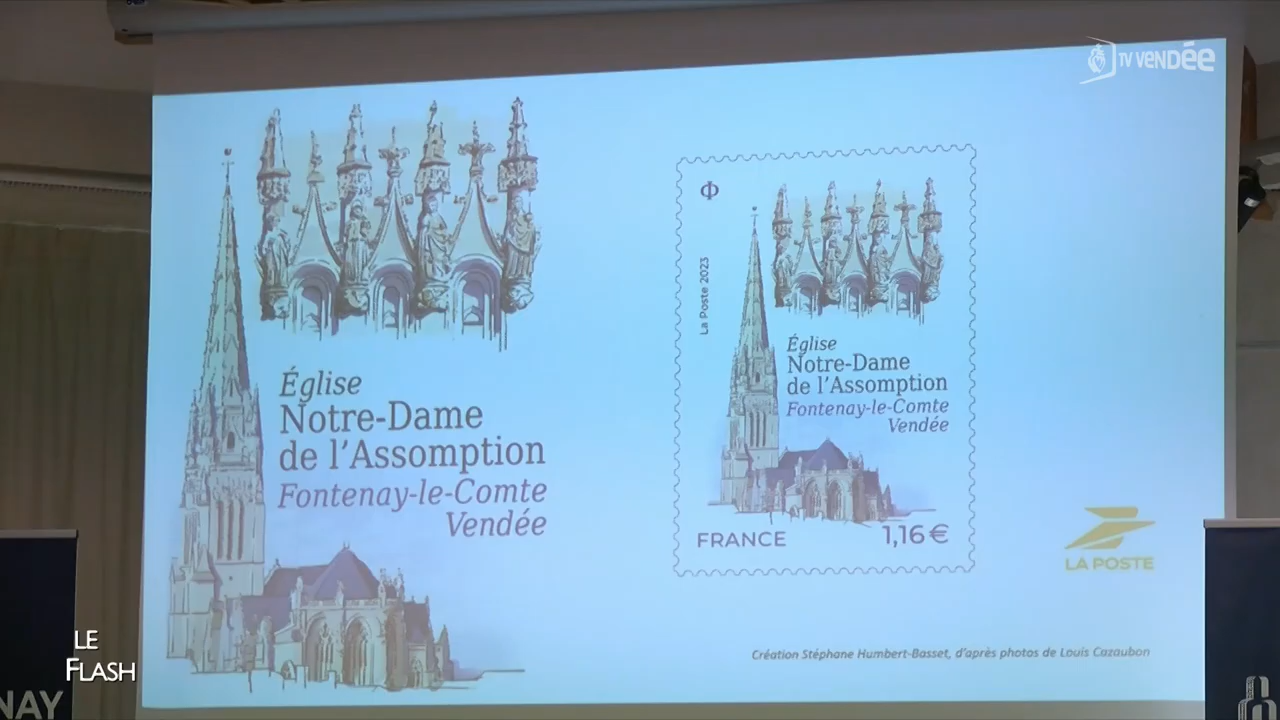 TV VENDÉE
Église
Notre-Dame
de l'Assomption
Fontenay-le-Comte
Vendée
Φ
La Poste 2023
Église
Notre-Dame
de l'Assomption
Fontenay-le-Comte
Vendée
FRANCE
1,16 €
LA POSTE
Création Stéphane Humbert-Basset, d'après photos de Louis Cazaubon
LE
FLASH
NAY